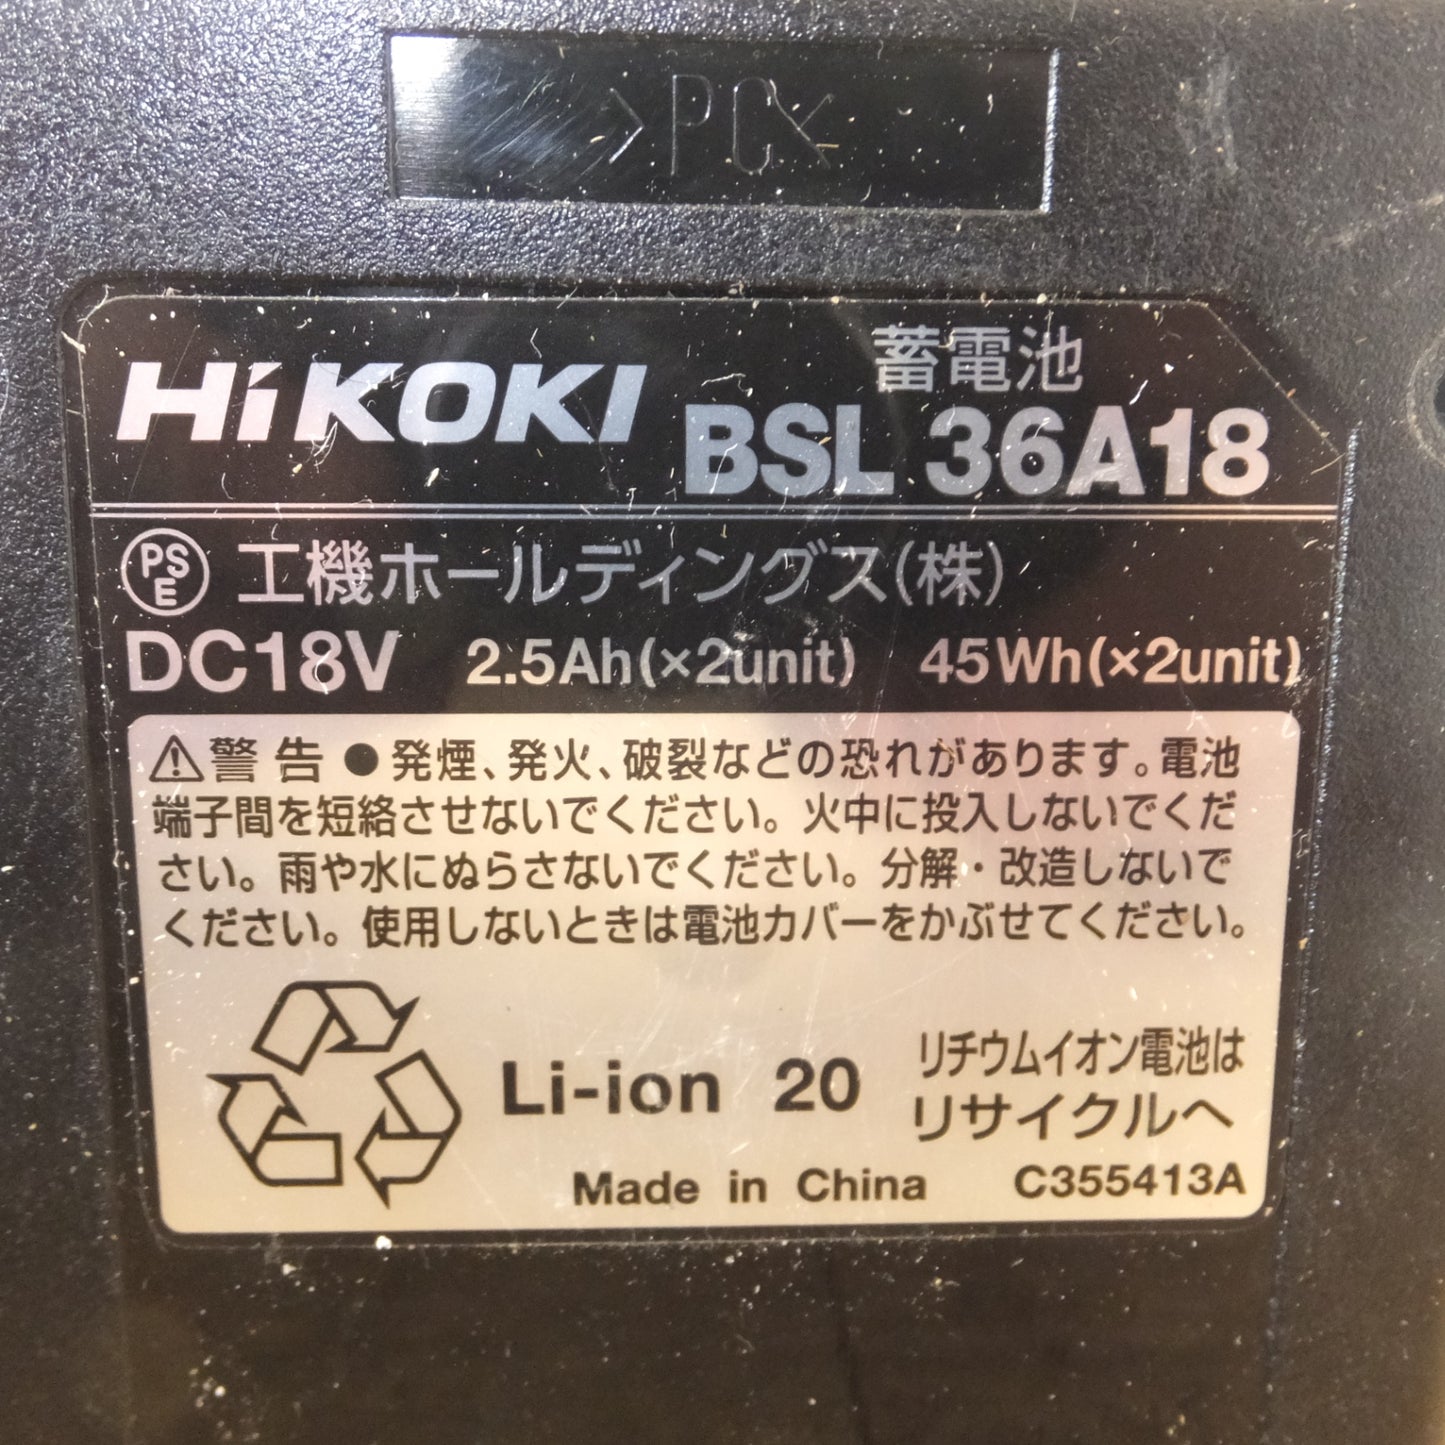 >PC<
HiKOKI
蓄電池
BSL 36A18
PSE 工機ホールディングス(株)
DC18V 2.5Ah(×2unit) 45Wh(×2unit)
⚠警告 ●発煙、発火、破裂などの恐れがあります。電池
端子間を短絡させないでください。火中に投入しないでくだ
さい。雨や水にぬらさないでください。分解・改造しないで
ください。使用しないときは電池カバーをかぶせてください。
Li-ion 20
リチウムイオン電池は
リサイクルへ
Made in China C355413A